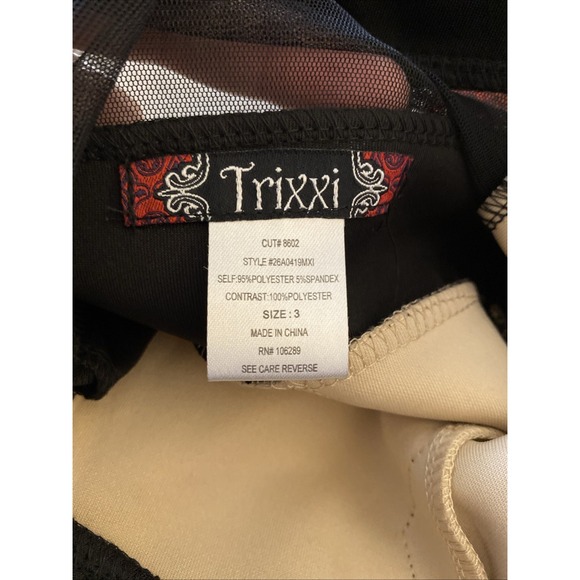 Trixxi
CUT# 8602
STYLE #26A0419MXI
SELF:95%POLYESTER 5%SPANDEX
CONTRAST:100%POLYESTER
SIZE : 3
MADE IN CHINA
RN# 106289
SEE CARE REVERSE